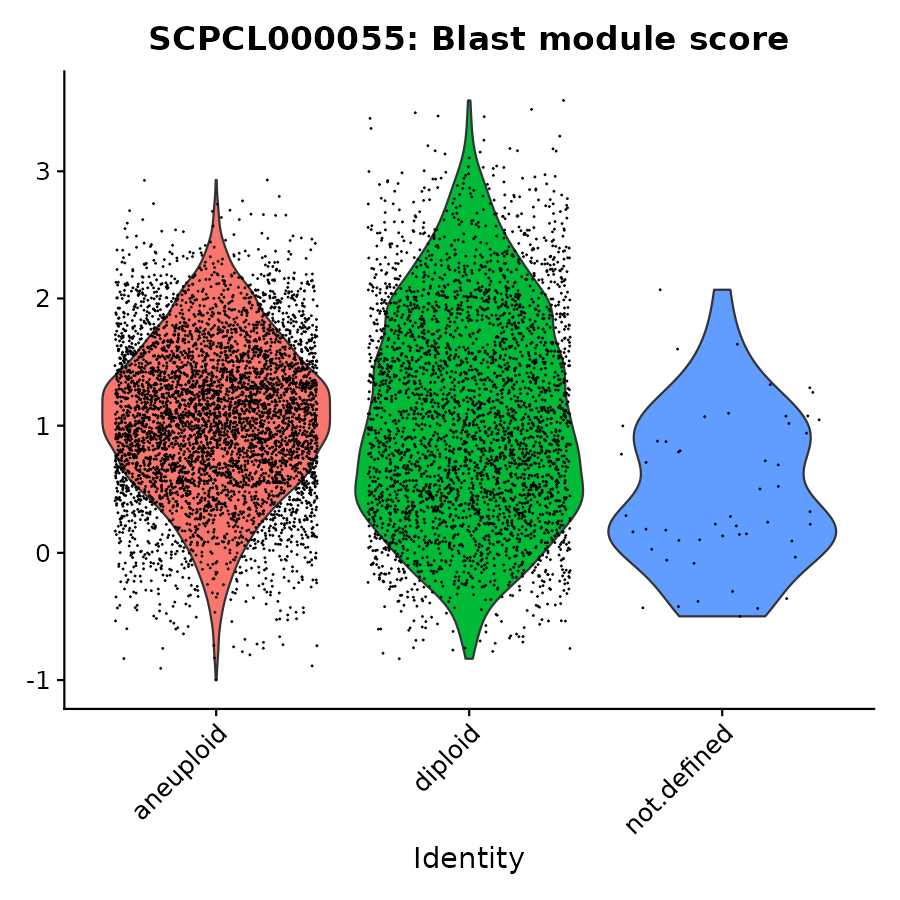 SCPCL000055: Blast module score
3
2
1
0
-1
aneuploid
diploid
not.defined
Identity